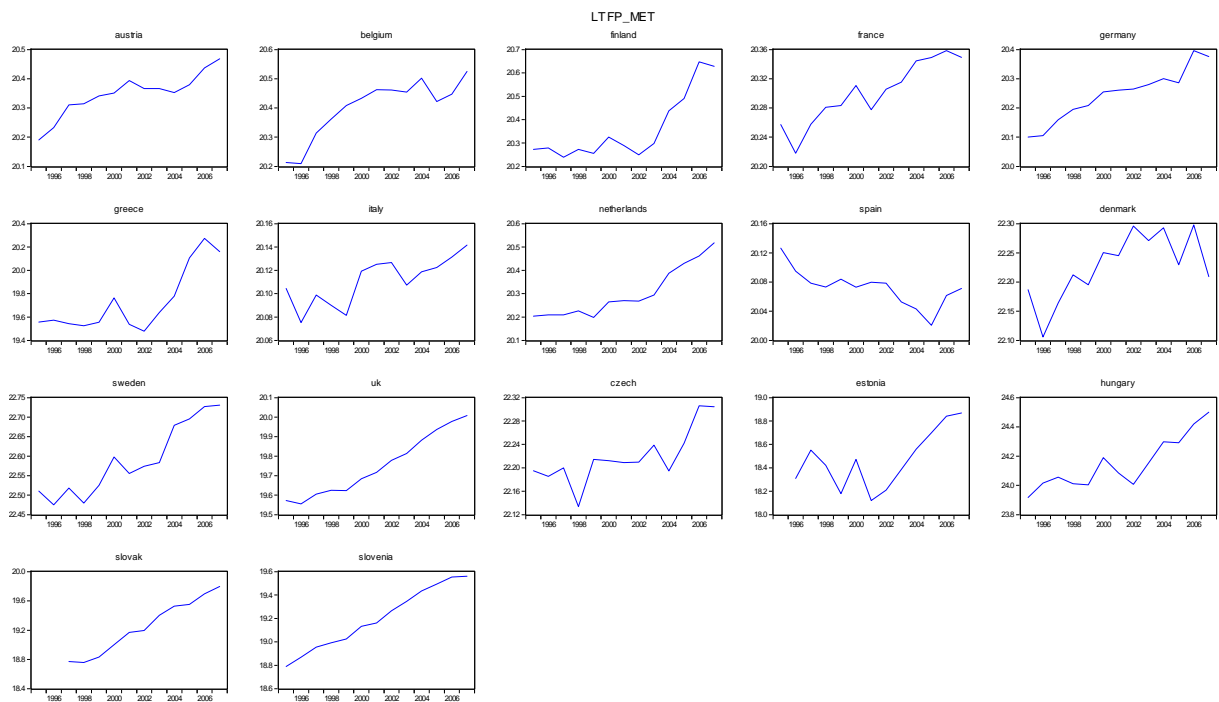 LTFP_MET
austria
20.5
20.4
20.3
20.2
20.1
1996 1998 2000 2002 2004 2006
belgium
20.6
20.5
20.4
20.3
20.2
1996 1998 2000 2002 2004 2006
finland
20.7
20.6
20.5
20.4
20.3
20.2
1996 1998 2000 2002 2004 2006
france
20.36
20.32
20.28
20.24
20.20
1996 1998 2000 2002 2004 2006
germany
20.4
20.3
20.2
20.1
20.0
1996 1998 2000 2002 2004 2006
greece
20.4
20.2
20.0
19.8
19.6
19.4
1996 1998 2000 2002 2004 2006
italy
20.16
20.14
20.12
20.10
20.08
20.06
1996 1998 2000 2002 2004 2006
netherlands
20.6
20.5
20.4
20.3
20.2
20.1
1996 1998 2000 2002 2004 2006
spain
20.16
20.12
20.08
20.04
20.00
1996 1998 2000 2002 2004 2006
denmark
22.30
22.25
22.20
22.15
22.10
1996 1998 2000 2002 2004 2006
sweden
22.75
22.70
22.65
22.60
22.55
22.50
22.45
1996 1998 2000 2002 2004 2006
uk
20.1
20.0
19.9
19.8
19.7
19.6
19.5
1996 1998 2000 2002 2004 2006
czech
22.32
22.28
22.24
22.20
22.16
22.12
1996 1998 2000 2002 2004 2006
estonia
19.0
18.8
18.6
18.4
18.2
18.0
1996 1998 2000 2002 2004 2006
hungary
24.6
24.4
24.2
24.0
23.8
1996 1998 2000 2002 2004 2006
slovak
20.0
19.6
19.2
18.8
18.4
1996 1998 2000 2002 2004 2006
slovenia
19.6
19.4
19.2
19.0
18.8
18.6
1996 1998 2000 2002 2004 2006